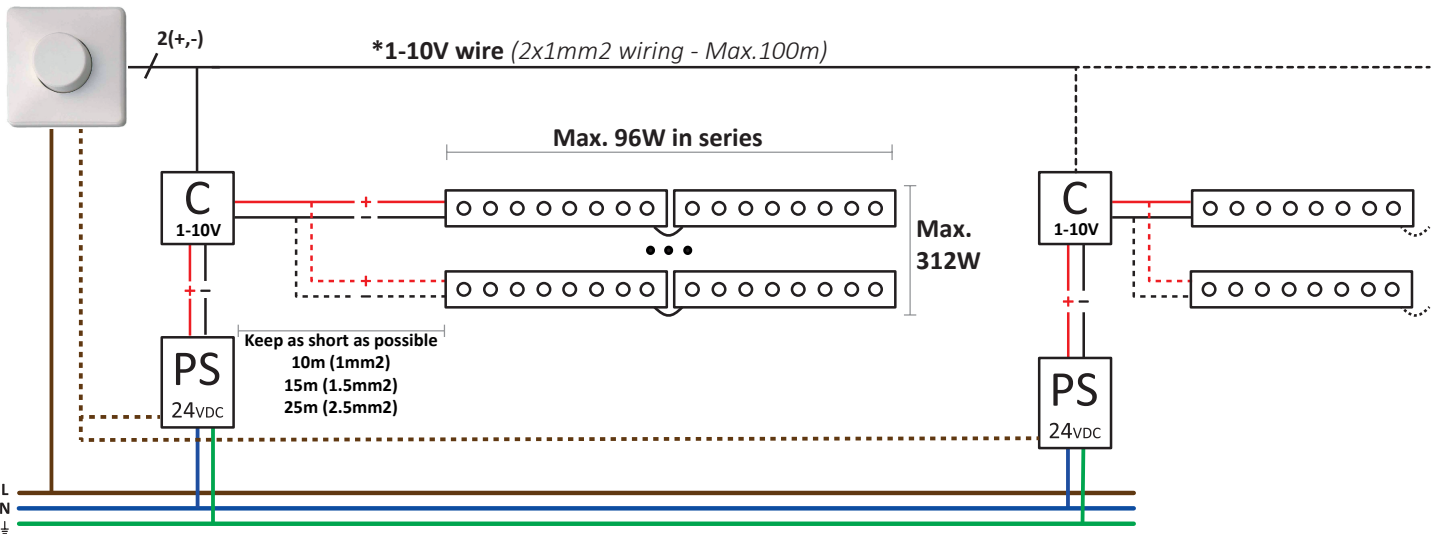 2(+,-)
*1-10V wire (2x1mm2 wiring - Max.100m)
Max. 96W in series
C
1-10V
+
−
+
−
Max.
312W
C
1-10V
+ −
+ −
Keep as short as possible
10m (1mm2)
15m (1.5mm2)
25m (2.5mm2)
PS
24VDC
PS
24VDC
L
N
⏚